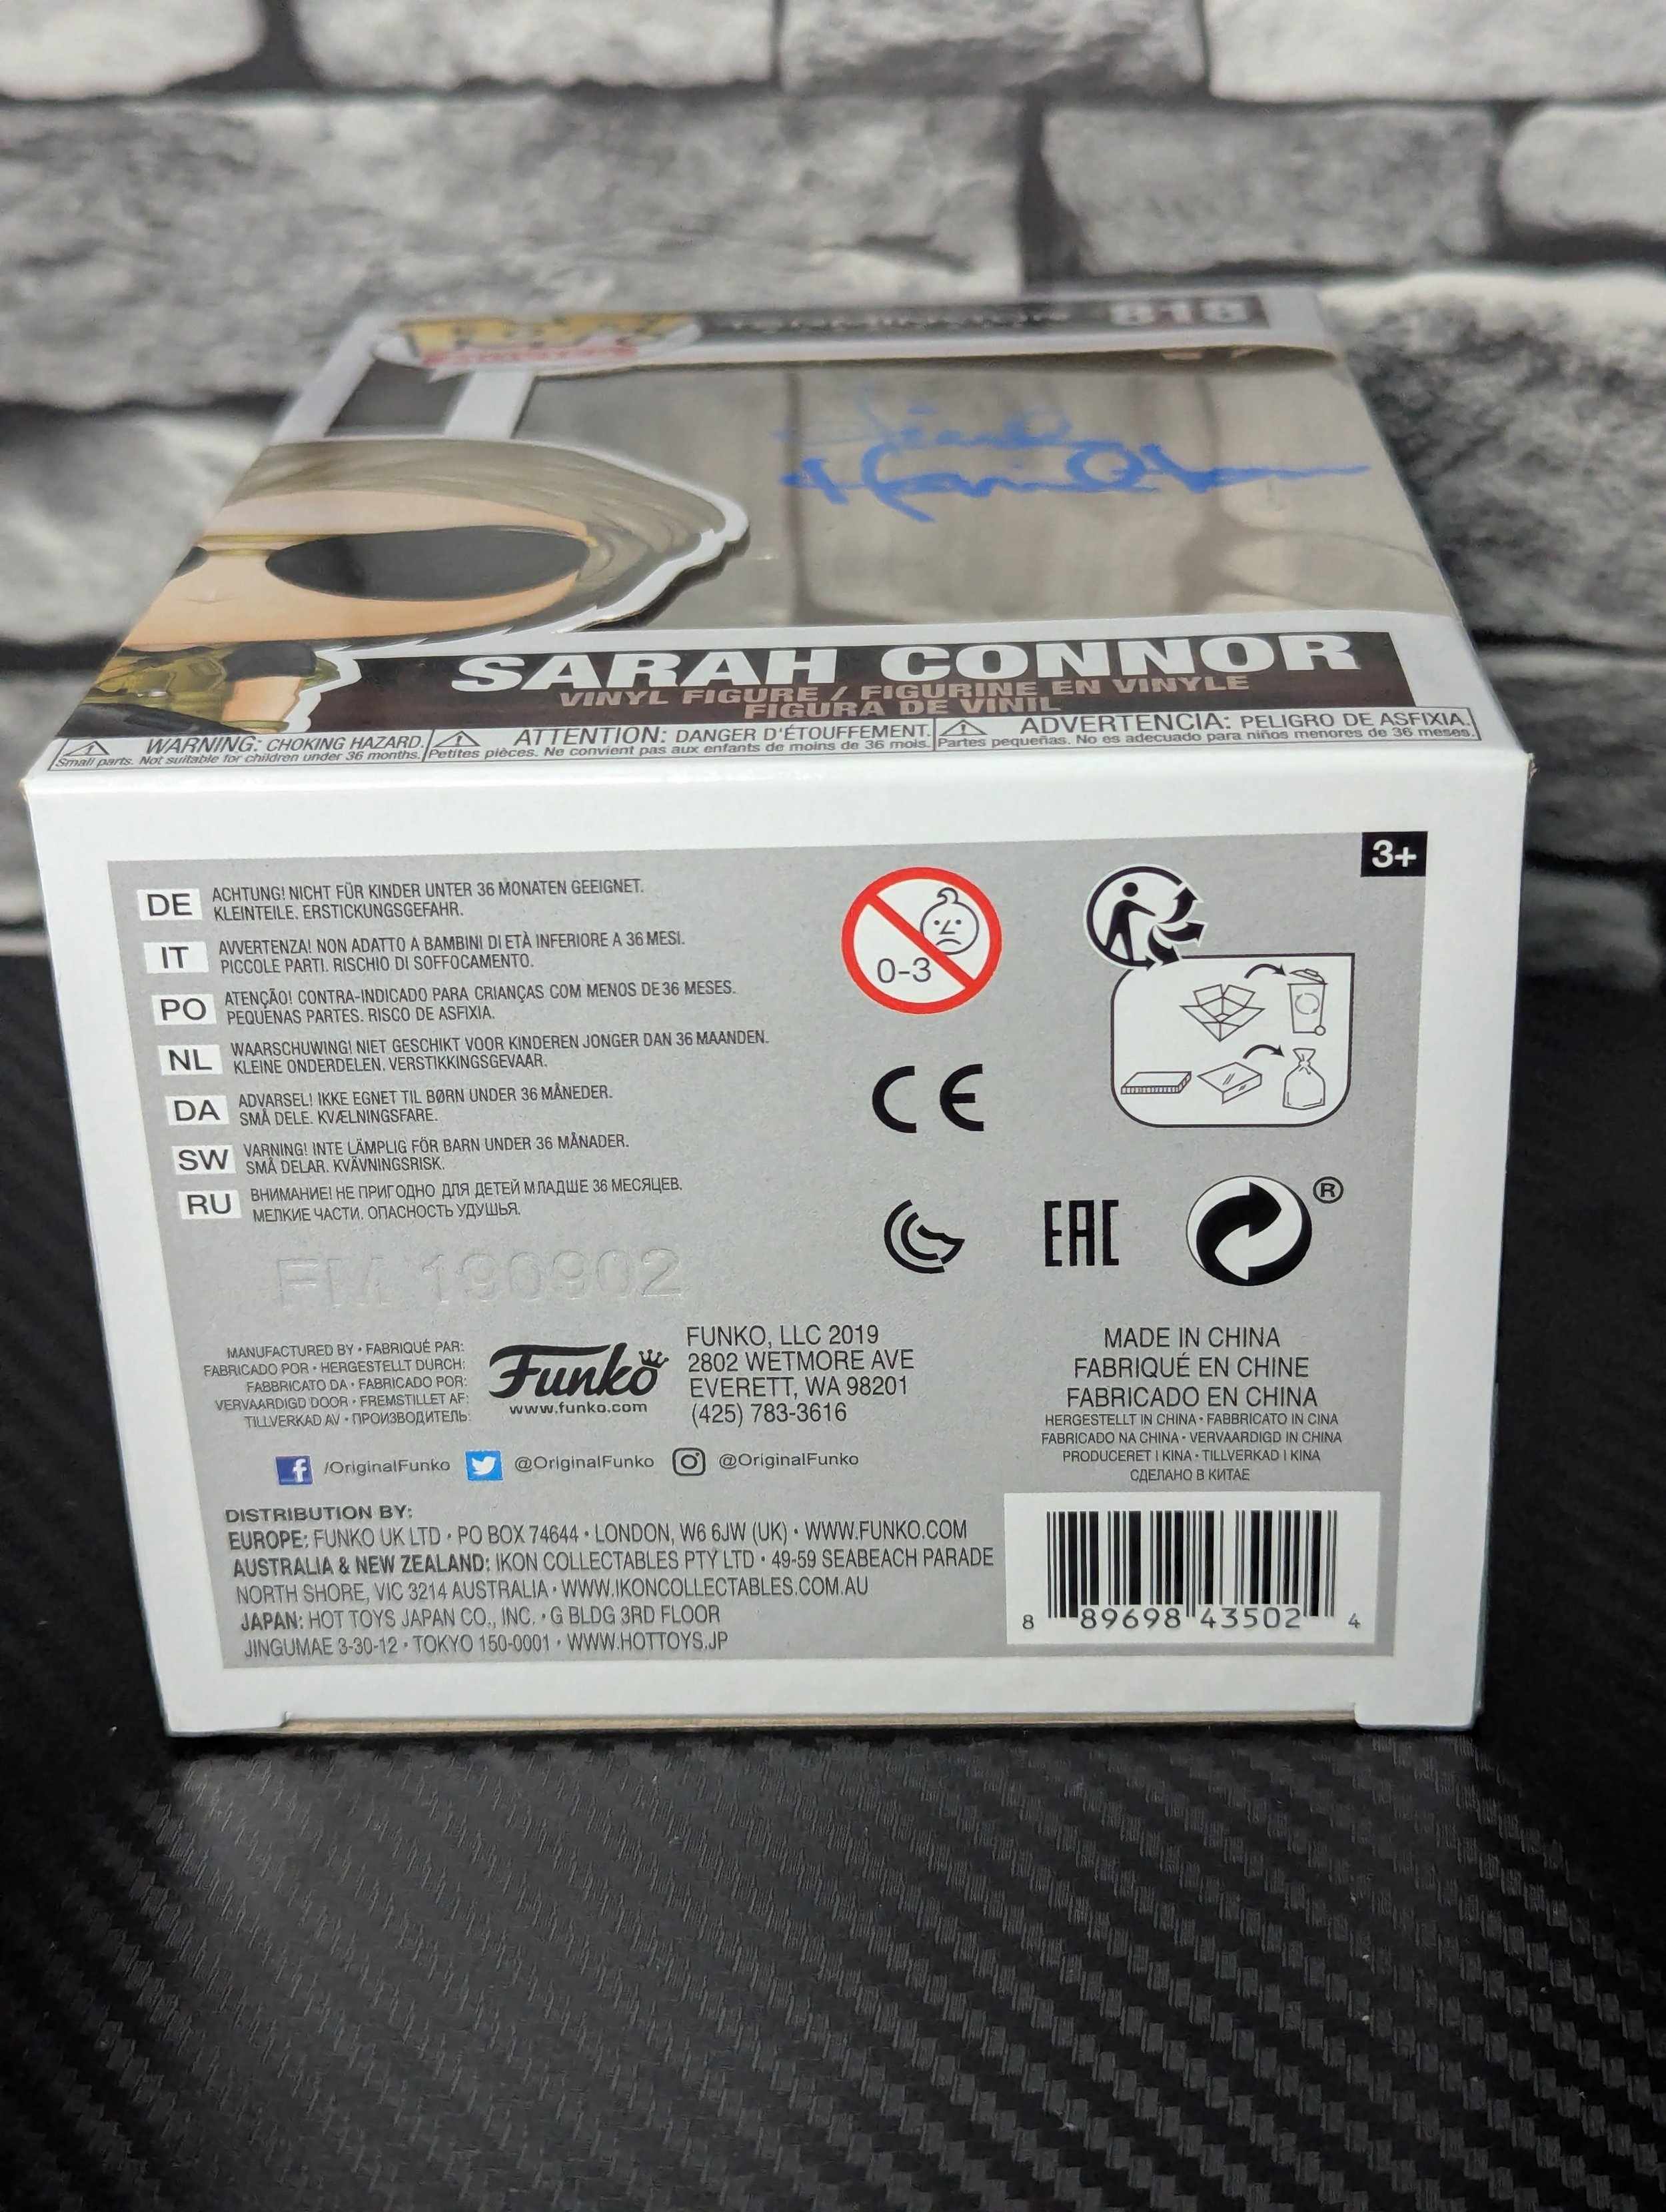 POP!
818
Linda
Hamilton
SARAH CONNOR
VINYL FIGURE / FIGURINE EN VINYLE
FIGURA DE VINIL
WARNING: CHOKING HAZARD.
Small parts. Not suitable for children under 36 months.
ATTENTION: DANGER D'ÉTOUFFEMENT.
Petites pièces. Ne convient pas aux enfants de moins de 36 mois.
ADVERTENCIA: PELIGRO DE ASFIXIA.
Partes pequeñas. No es adecuado para niños menores de 36 meses.
3+
DE ACHTUNG! NICHT FÜR KINDER UNTER 36 MONATEN GEEIGNET.
KLEINTEILE. ERSTICKUNGSGEFAHR.
IT AVVERTENZA! NON ADATTO A BAMBINI DI ETÀ INFERIORE A 36 MESI.
PICCOLE PARTI. RISCHIO DI SOFFOCAMENTO.
PO ATENÇÃO! CONTRA-INDICADO PARA CRIANÇAS COM MENOS DE 36 MESES.
PEQUENAS PARTES. RISCO DE ASFIXIA.
NL WAARSCHUWING! NIET GESCHIKT VOOR KINDEREN JONGER DAN 36 MAANDEN.
KLEINE ONDERDELEN. VERSTIKKINGSGEVAAR.
DA ADVARSEL! IKKE EGNET TIL BØRN UNDER 36 MÅNEDER.
SMÅ DELE. KVÆLNINGSFARE.
SW VARNING! INTE LÄMPLIG FÖR BARN UNDER 36 MÅNADER.
SMÅ DELAR. KVÄVNINGSRISK.
RU ВНИМАНИЕ! НЕ ПРИГОДНО ДЛЯ ДЕТЕЙ МЛАДШЕ 36 МЕСЯЦЕВ.
МЕЛКИЕ ЧАСТИ. ОПАСНОСТЬ УДУШЬЯ.
0-3
CE
EAC
®
FM 190902
MANUFACTURED BY • FABRIQUÉ PAR:
FABRICADO POR • HERGESTELLT DURCH:
FABBRICATO DA • FABRICADO POR:
VERVAARDIGD DOOR • FREMSTILLET AF:
TILLVERKAD AV • ПРОИЗВОДИТЕЛЬ:
Funko
www.funko.com
FUNKO, LLC 2019
2802 WETMORE AVE
EVERETT, WA 98201
(425) 783-3616
MADE IN CHINA
FABRIQUÉ EN CHINE
FABRICADO EN CHINA
HERGESTELLT IN CHINA • FABBRICATO IN CINA
FABRICADO NA CHINA • VERVAARDIGD IN CHINA
PRODUCERET I KINA • TILLVERKAD I KINA
СДЕЛАНО В КИТАЕ
f /OriginalFunko @OriginalFunko @OriginalFunko
DISTRIBUTION BY:
EUROPE: FUNKO UK LTD • PO BOX 74644 • LONDON, W6 6JW (UK) • WWW.FUNKO.COM
AUSTRALIA & NEW ZEALAND: IKON COLLECTABLES PTY LTD • 49-59 SEABEACH PARADE
NORTH SHORE, VIC 3214 AUSTRALIA • WWW.IKONCOLLECTABLES.COM.AU
JAPAN: HOT TOYS JAPAN CO., INC. • G BLDG 3RD FLOOR
JINGUMAE 3-30-12 • TOKYO 150-0001 • WWW.HOTTOYS.JP
8 89698 43502 4